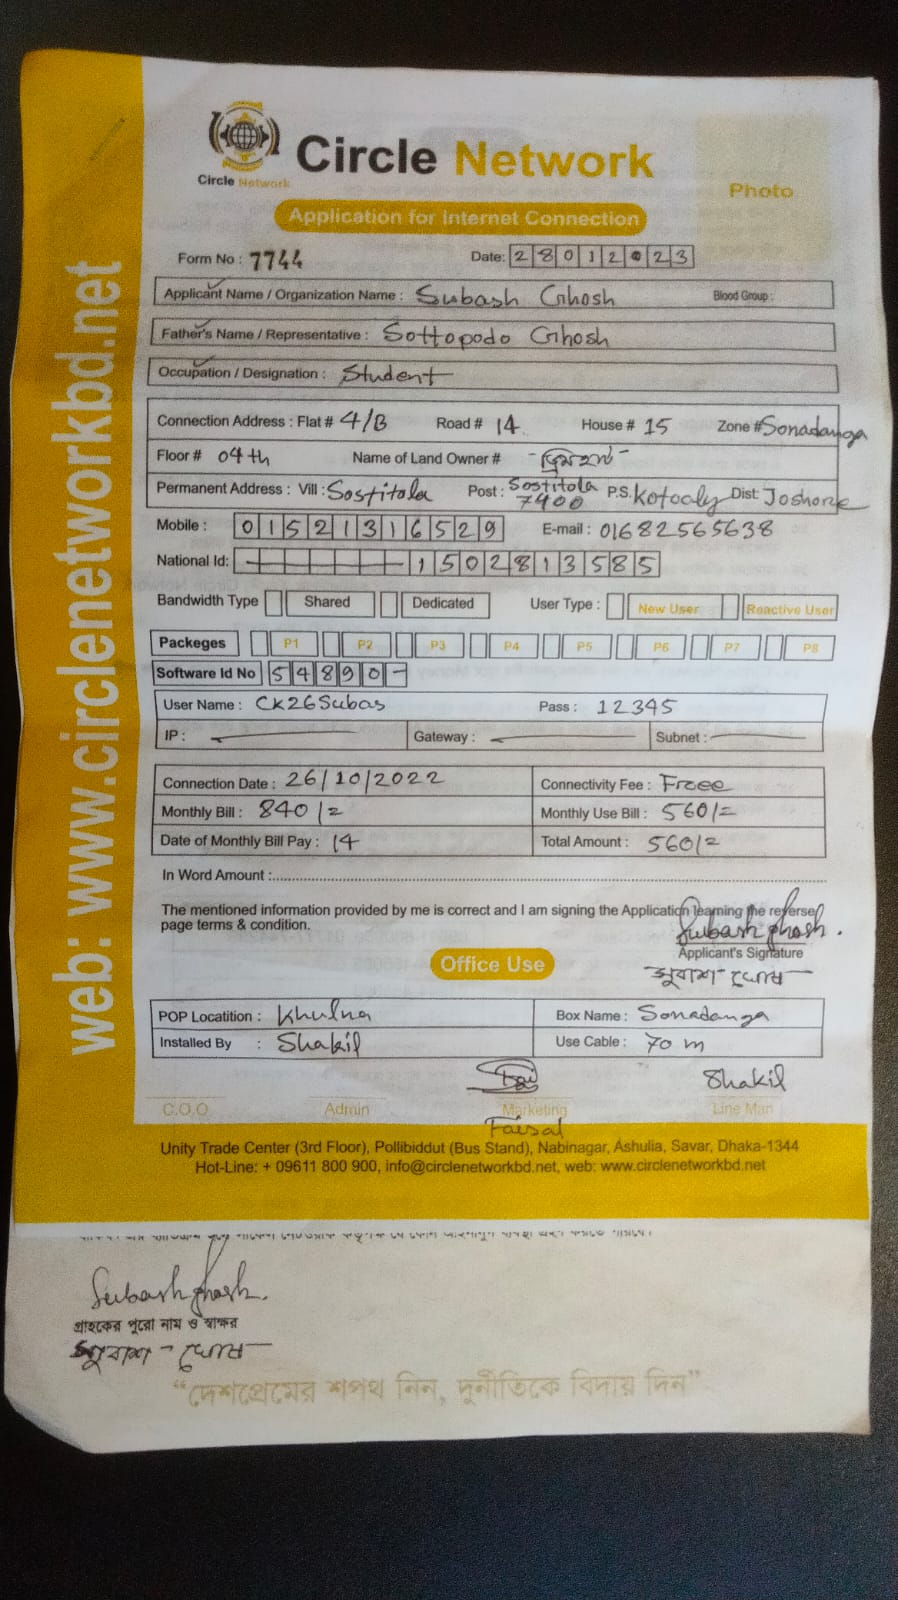 Circle Network
Circle Network
Photo
Application for Internet Connection
Form No : 7744 Date: 28012023
Applicant Name / Organization Name : Subash Ghosh Blood Group :
Father's Name / Representative : Sottopodo Ghosh
Occupation / Designation : Student
Connection Address : Flat # 4/B Road # 14 House # 15 Zone # Sonadanga
Floor # 04th Name of Land Owner #
Permanent Address : Vill : Sostitola Post : Sostitola 7400 P.S. Kotoaly Dist: Joshore
Mobile : 01521316529 E-mail : 01682565638
National Id: 1502813585
Bandwidth Type Shared Dedicated User Type : New User Reactive User
Packeges P1 P2 P3 P4 P5 P6 P7 P8
Software Id No 54890-
User Name : Ck26Subas Pass : 12345
IP : Gateway : Subnet :
Connection Date : 26/10/2022 Connectivity Fee : Free
Monthly Bill : 840/= Monthly Use Bill : 560/=
Date of Monthly Bill Pay : 14 Total Amount : 560/=
In Word Amount :
The mentioned information provided by me is correct and I am signing the Application learning the reverse
page terms & condition.
Subash ghosh.
Applicant's Signature
সুবাশ ঘোষ
Office Use
POP Locatition : Khulna Box Name : Sonadanga
Installed By : Shakil Use Cable : 70 m
Shakil
C.O.O Admin Marketing Line Man
Faisal
Unity Trade Center (3rd Floor), Pollibiddut (Bus Stand), Nabinagar, Ashulia, Savar, Dhaka-1344
Hot-Line: + 09611 800 900, info@circlenetworkbd.net, web: www.circlenetworkbd.net
web: www.circlenetworkbd.net
Subash ghosh.
গ্রাহকের পুরো নাম ও স্বাক্ষর
সুবাশ - ঘোষ
“দেশপ্রেমের শপথ নিন, দুর্নীতিকে বিদায় দিন”